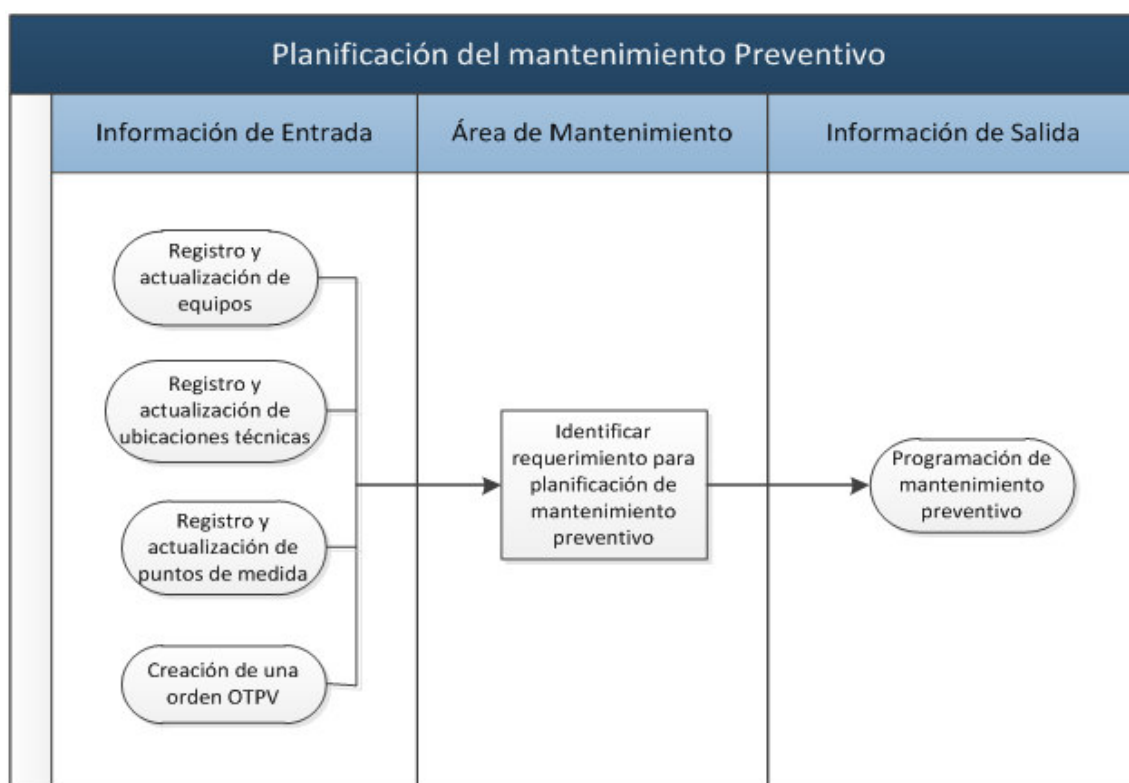 Planificación del mantenimiento Preventivo
Información de Entrada
Área de Mantenimiento
Información de Salida
Registro y
actualización de
equipos
Registro y
actualización de
ubicaciones técnicas
Registro y
actualización de
puntos de medida
Creación de una
orden OTPV
Identificar
requerimiento para
planificación de
mantenimiento
preventivo
Programación de
mantenimiento
preventivo